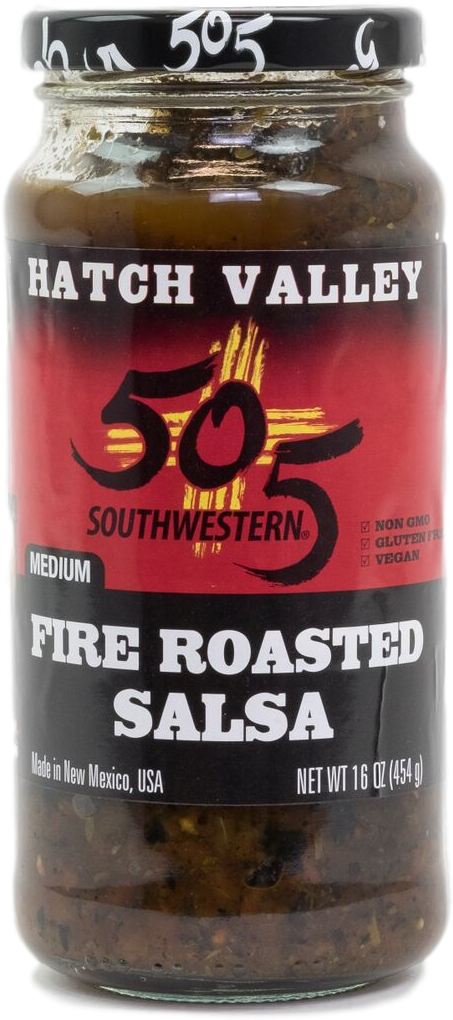 505
HATCH VALLEY
505
SOUTHWESTERN®
NON GMO
GLUTEN
VEGAN
MEDIUM
FIRE ROASTED
SALSA
Made in New Mexico, USA
NET WT 16 OZ (454 g)